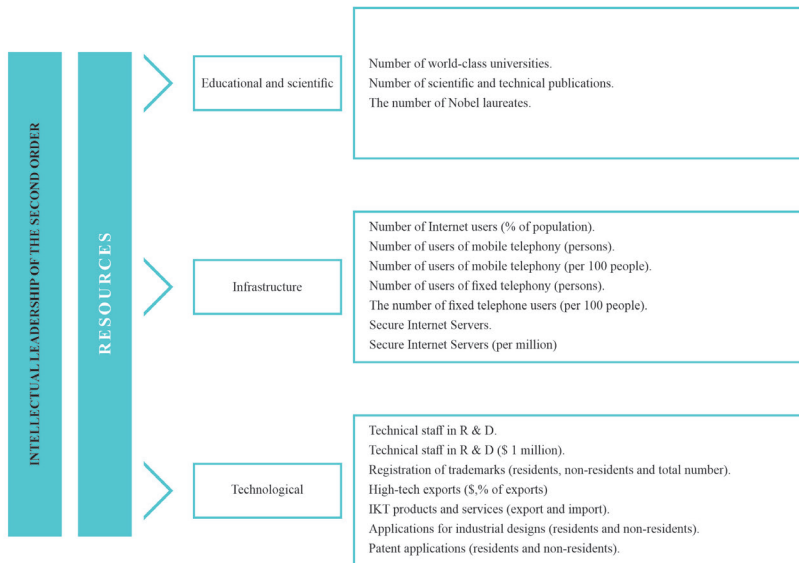 INTELLECTUAL LEADERSHIP OF THE SECOND ORDER
RESOURCES
Educational and scientific
Number of world-class universities.
Number of scientific and technical publications.
The number of Nobel laureates.
Infrastructure
Number of Internet users (% of population).
Number of users of mobile telephony (persons).
Number of users of mobile telephony (per 100 people).
Number of users of fixed telephony (persons).
The number of fixed telephone users (per 100 people).
Secure Internet Servers.
Secure Internet Servers (per million)
Technological
Technical staff in R & D.
Technical staff in R & D ($ 1 million).
Registration of trademarks (residents, non-residents and total number).
High-tech exports ($,% of exports)
IKT products and services (export and import).
Applications for industrial designs (residents and non-residents).
Patent applications (residents and non-residents).